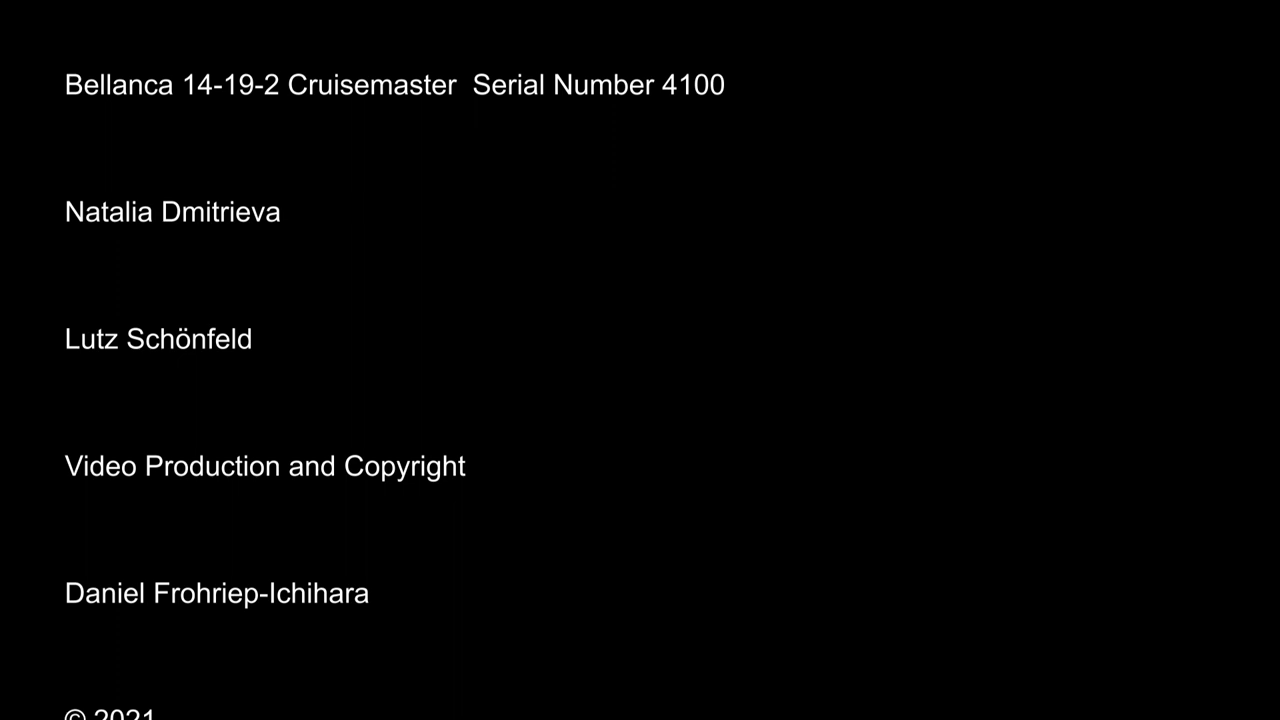 Bellanca 14-19-2 Cruisemaster  Serial Number 4100
Natalia Dmitrieva
Lutz Schönfeld
Video Production and Copyright
Daniel Frohriep-Ichihara
© 2021